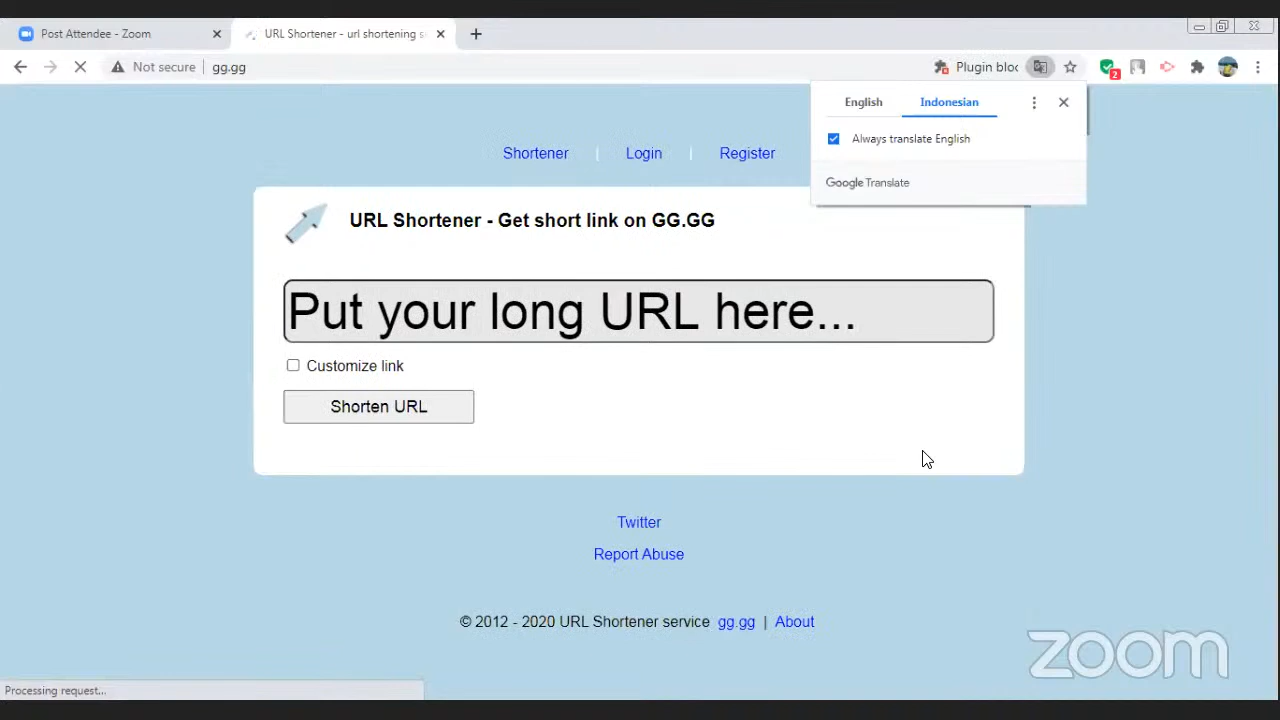 Post Attendee - Zoom
URL Shortener - url shortening s
Not secure
gg.gg
Plugin bloc
2
English
Indonesian
Always translate English
Google Translate
Shortener | Login | Register
URL Shortener - Get short link on GG.GG
Put your long URL here...
Customize link
Shorten URL
Twitter
Report Abuse
© 2012 - 2020 URL Shortener service gg.gg | About
zoom
Processing request...